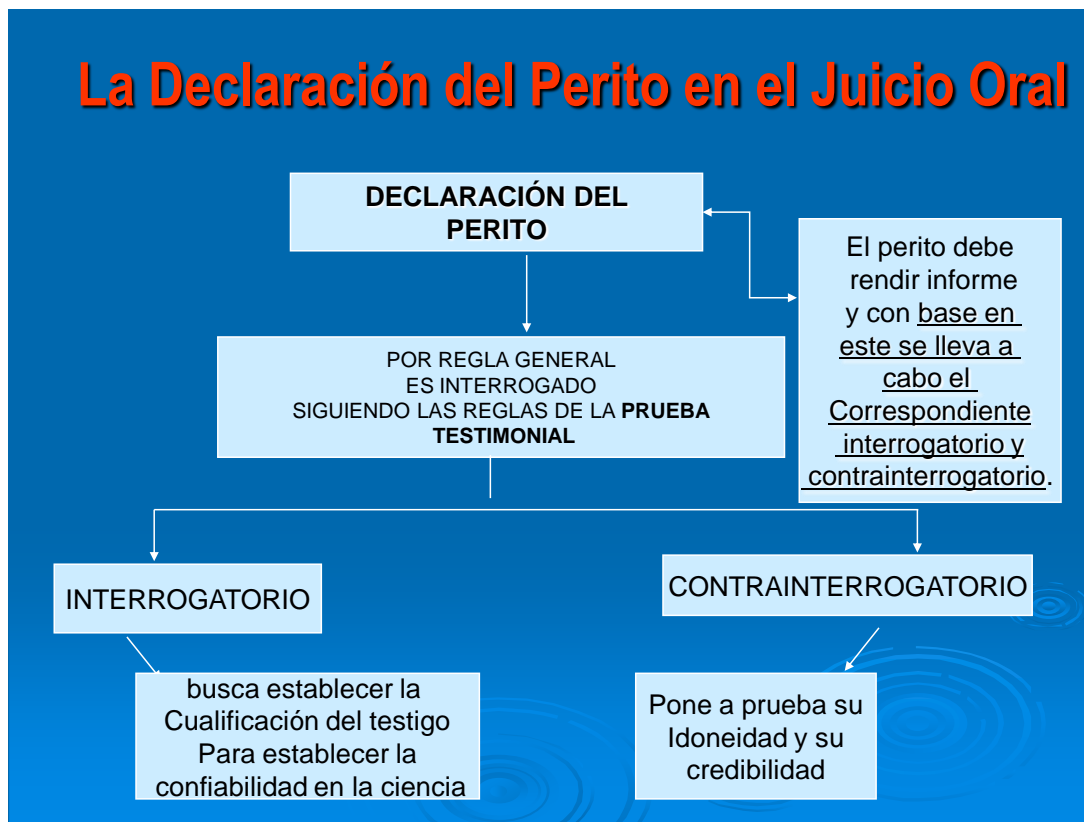 La Declaración del Perito en el Juicio Oral
DECLARACIÓN DEL
PERITO
El perito debe
rendir informe
y con base en
este se lleva a
cabo el
Correspondiente
interrogatorio y
contrainterrogatorio.
POR REGLA GENERAL
ES INTERROGADO
SIGUIENDO LAS REGLAS DE LA PRUEBA
TESTIMONIAL
INTERROGATORIO
CONTRAINTERROGATORIO
busca establecer la
Cualificación del testigo
Para establecer la
confiabilidad en la ciencia
Pone a prueba su
Idoneidad y su
credibilidad